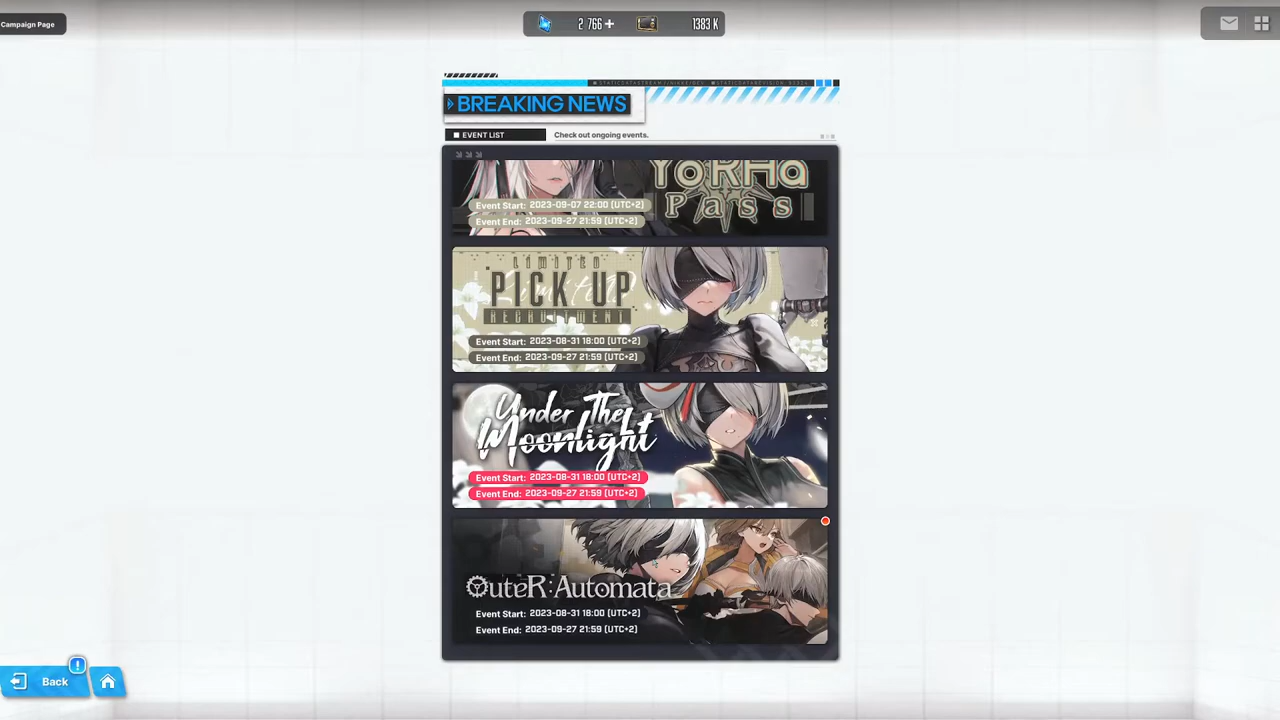 Campaign Page
2 766 +
1383 K
BREAKING NEWS
EVENT LIST
Check out ongoing events.
YoRHa
Pass
Event Start: 2023-09-07 22:00 (UTC+2)
Event End: 2023-09-27 21:59 (UTC+2)
LIMITED
PICK UP
RECRUITMENT
Event Start: 2023-08-31 18:00 (UTC+2)
Event End: 2023-09-27 21:59 (UTC+2)
Under The
Moonlight
Event Start: 2023-08-31 18:00 (UTC+2)
Event End: 2023-09-27 21:59 (UTC+2)
OuteR:Automata
Event Start: 2023-08-31 18:00 (UTC+2)
Event End: 2023-09-27 21:59 (UTC+2)
Back